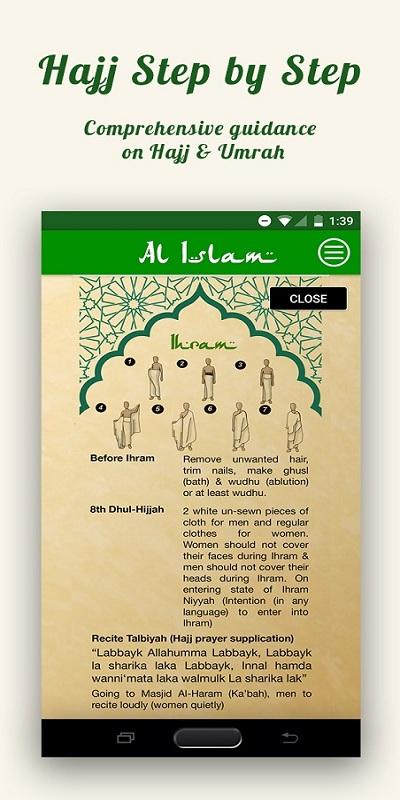 Hajj Step by Step
Comprehensive guidance
on Hajj & Umrah
1:39
Al Islam
CLOSE
Ihram
1 2 3
4 5 6 7
Before Ihram
Remove unwanted hair,
trim nails, make ghusl
(bath) & wudhu (ablution)
or at least wudhu.
8th Dhul-Hijjah
2 white un-sewn pieces of
cloth for men and regular
clothes for women.
Women should not cover
their faces during Ihram &
men should not cover their
heads during Ihram. On
entering state of Ihram
Niyyah (Intention (in any
language) to enter into
Ihram)
Recite Talbiyah (Hajj prayer supplication)
“Labbayk Allahumma Labbayk, Labbayk
la sharika laka Labbayk, Innal hamda
wanni‘mata laka walmulk La sharika lak”
Going to Masjid Al-Haram (Ka'bah), men to
recite loudly (women quietly)